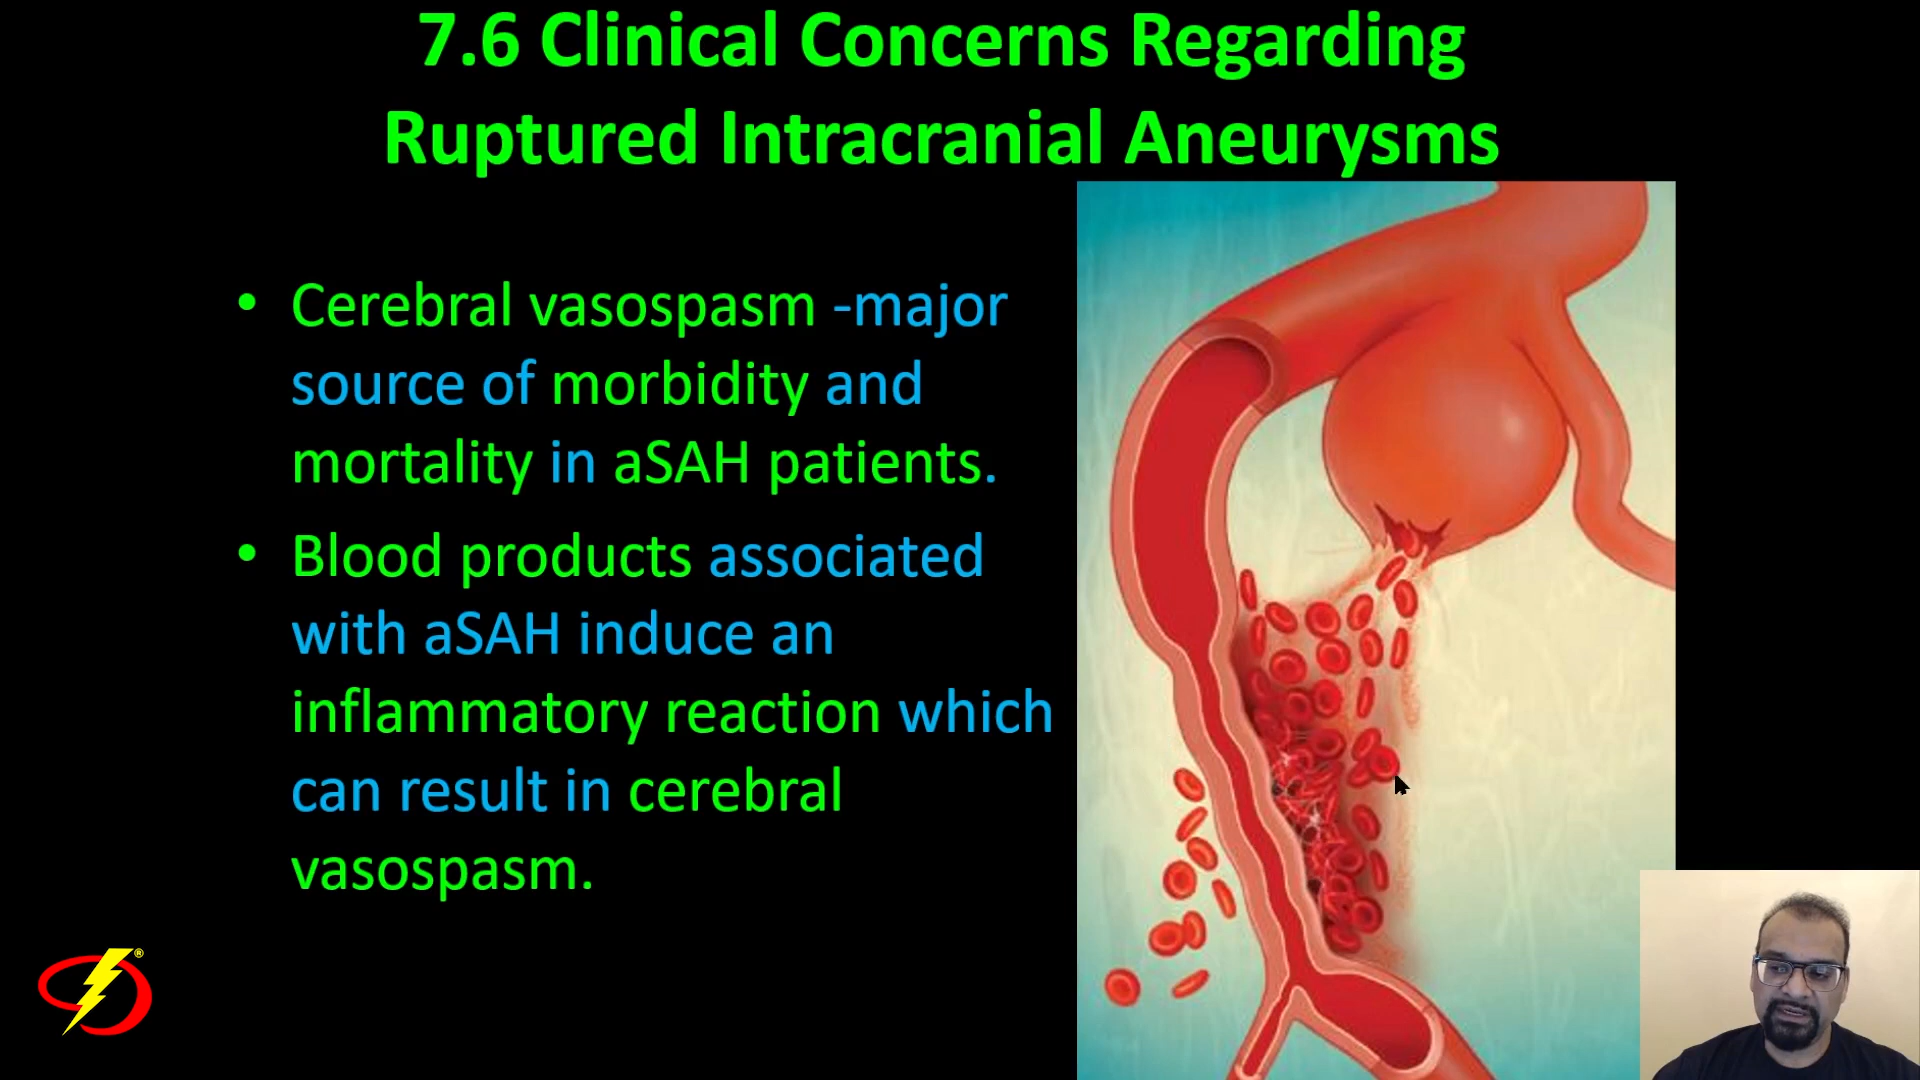 7.6 Clinical Concerns Regarding
Ruptured Intracranial Aneurysms
• Cerebral vasospasm -major
source of morbidity and
mortality in aSAH patients.
• Blood products associated
with aSAH induce an
inflammatory reaction which
can result in cerebral
vasospasm.
®